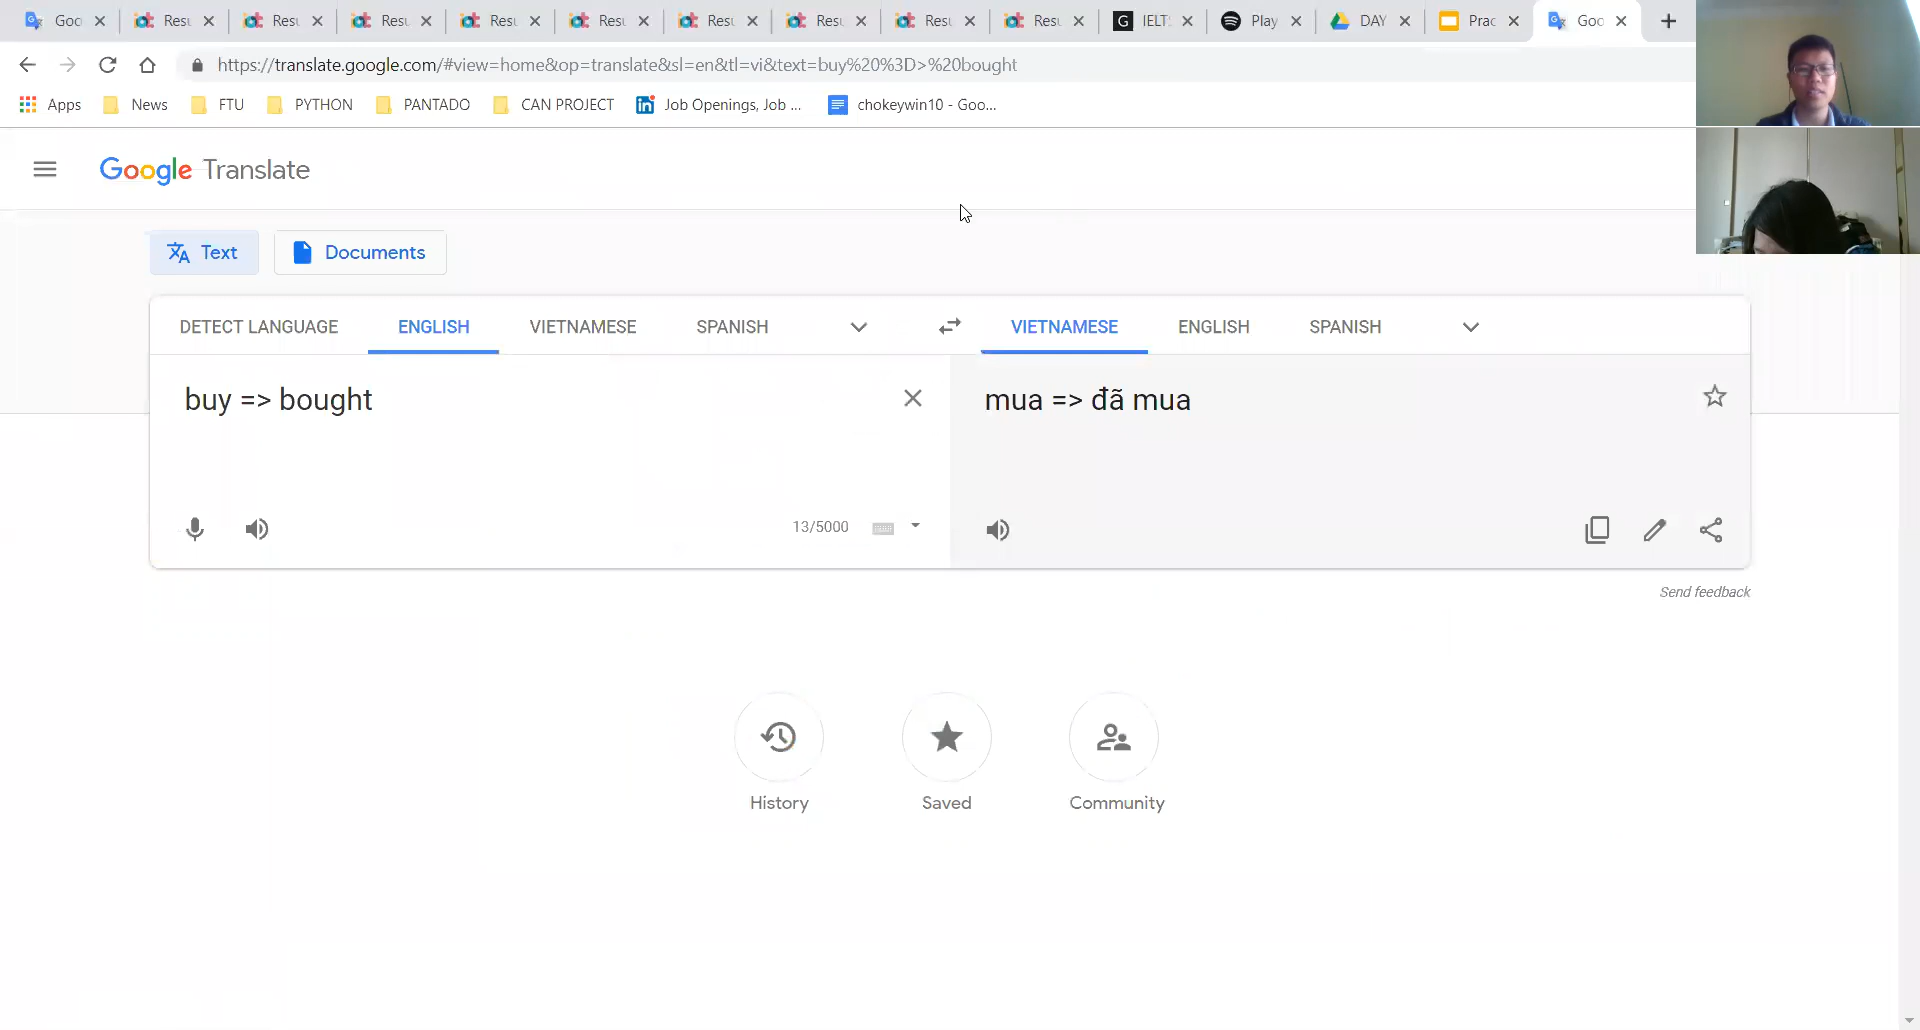 Goo Resu Resu Resu Resu Resu Resu Resu Resu Resu IELT Play DAY Prac Goo
https://translate.google.com/#view=home&op=translate&sl=en&tl=vi&text=buy%20%3D>%20bought
Apps News FTU PYTHON PANTADO CAN PROJECT Job Openings, Job ... chokeywin10 - Goo...
Google Translate
Text Documents
DETECT LANGUAGE ENGLISH VIETNAMESE SPANISH VIETNAMESE ENGLISH SPANISH
buy => bought mua => đã mua
13/5000
Send feedback
History Saved Community